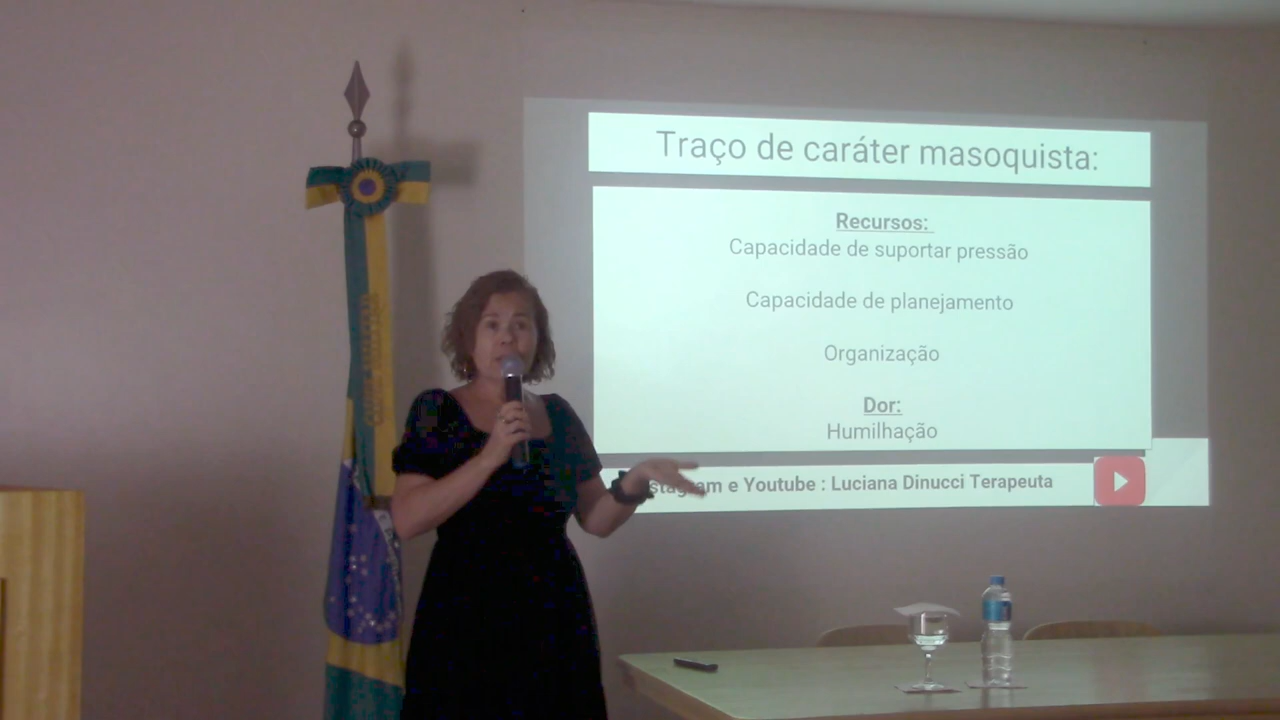 Traço de caráter masoquista:
Recursos:
Capacidade de suportar pressão
Capacidade de planejamento
Organização
Dor:
Humilhação
e Youtube : Luciana Dinucci Terapeuta